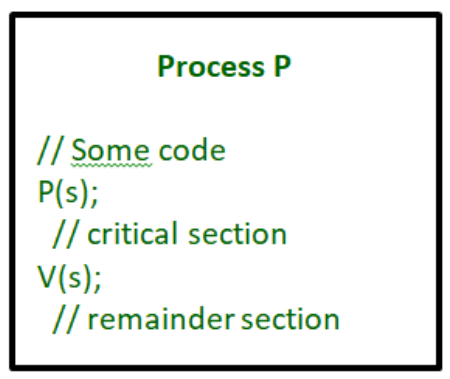 Process P
// Some code
P(s);
// critical section
V(s);
// remainder section